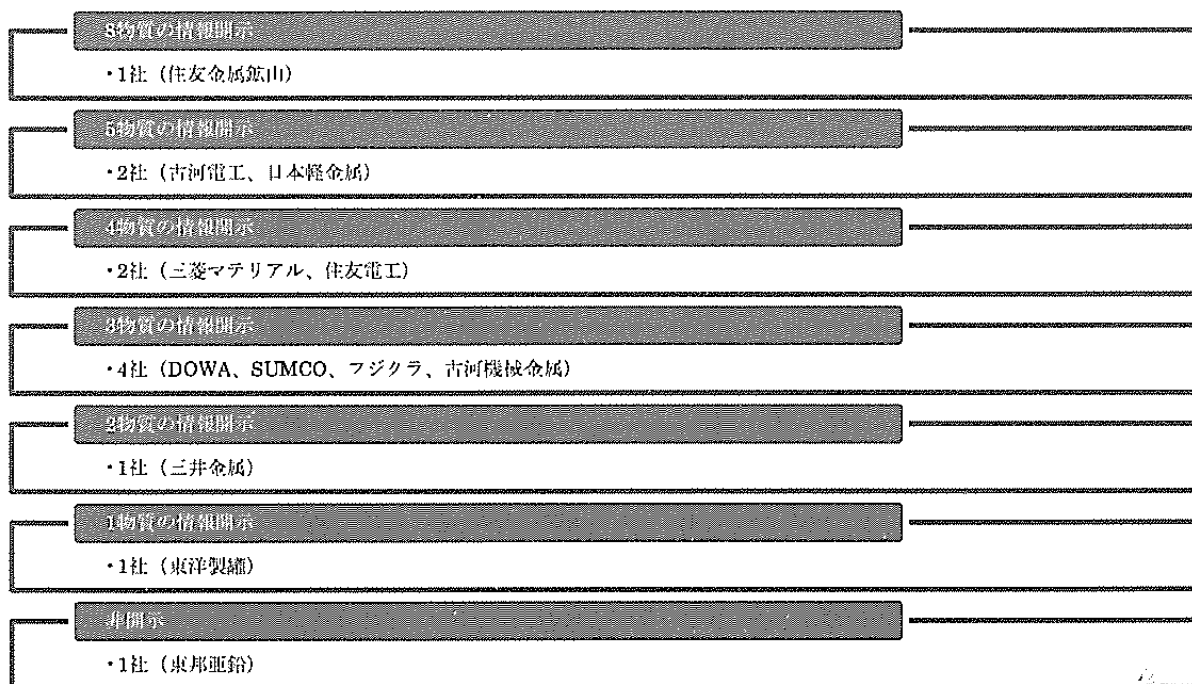 8物質の情報開示
・1社（住友金属鉱山）
5物質の情報開示
・2社（古河電工、日本軽金属）
4物質の情報開示
・2社（三菱マテリアル、住友電工）
3物質の情報開示
・4社（DOWA、SUMCO、フジクラ、古河機械金属）
2物質の情報開示
・1社（三井金属）
1物質の情報開示
・1社（東洋製罐）
非開示
・1社（東邦亜鉛）